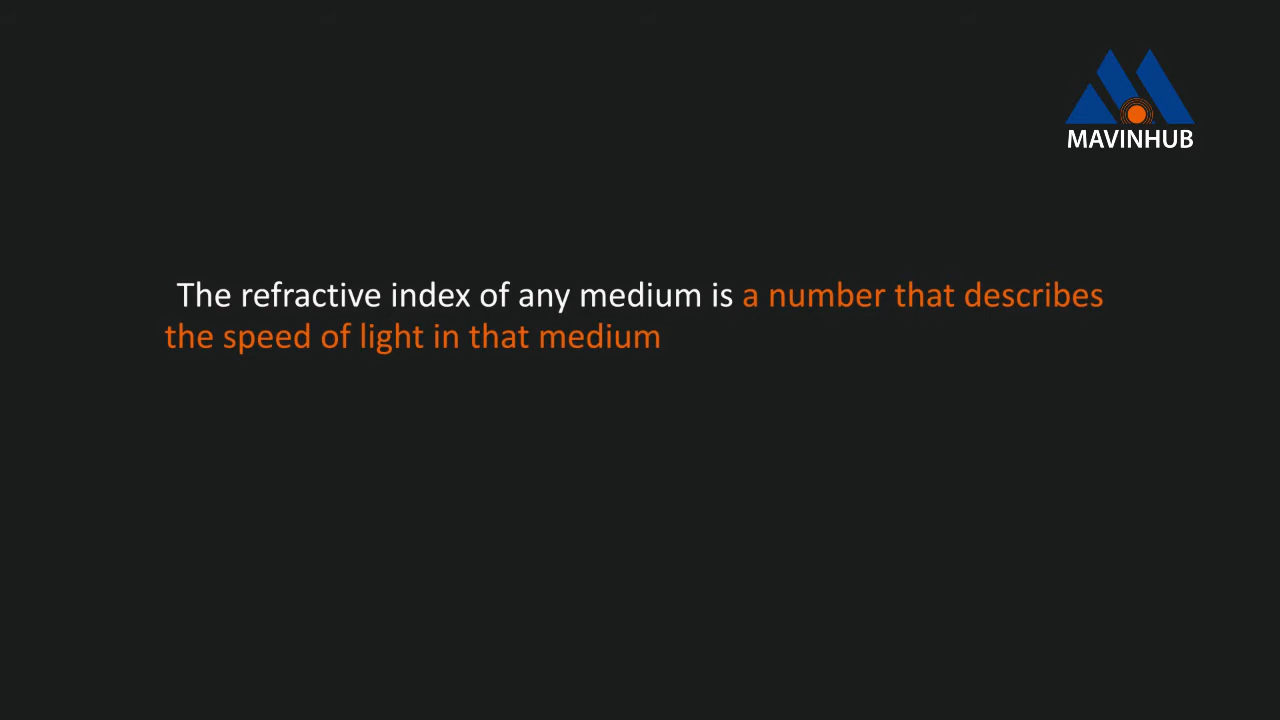 MAVINHUB
The refractive index of any medium is a number that describes
the speed of light in that medium